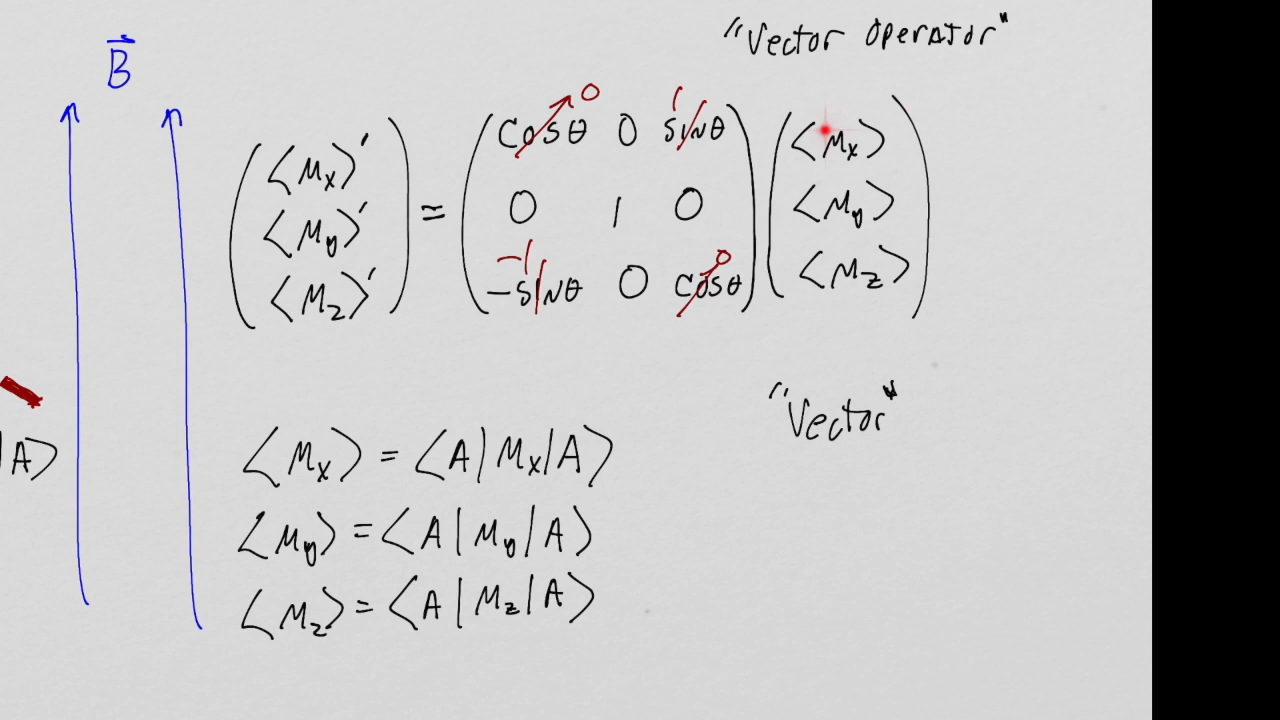 "Vector Operator"
B⃗
(⟨Mx⟩′) = (cosθ 0 0 sinθ 1) (⟨Mx⟩)
(⟨My⟩′) (0 1 0) (⟨My⟩)
(⟨Mz⟩′) (-sinθ -1 0 cosθ 0) (⟨Mz⟩)
"Vector"
⟨Mx⟩ = ⟨A|Mx|A⟩
|A⟩
⟨My⟩ = ⟨A|My|A⟩
⟨Mz⟩ = ⟨A|Mz|A⟩